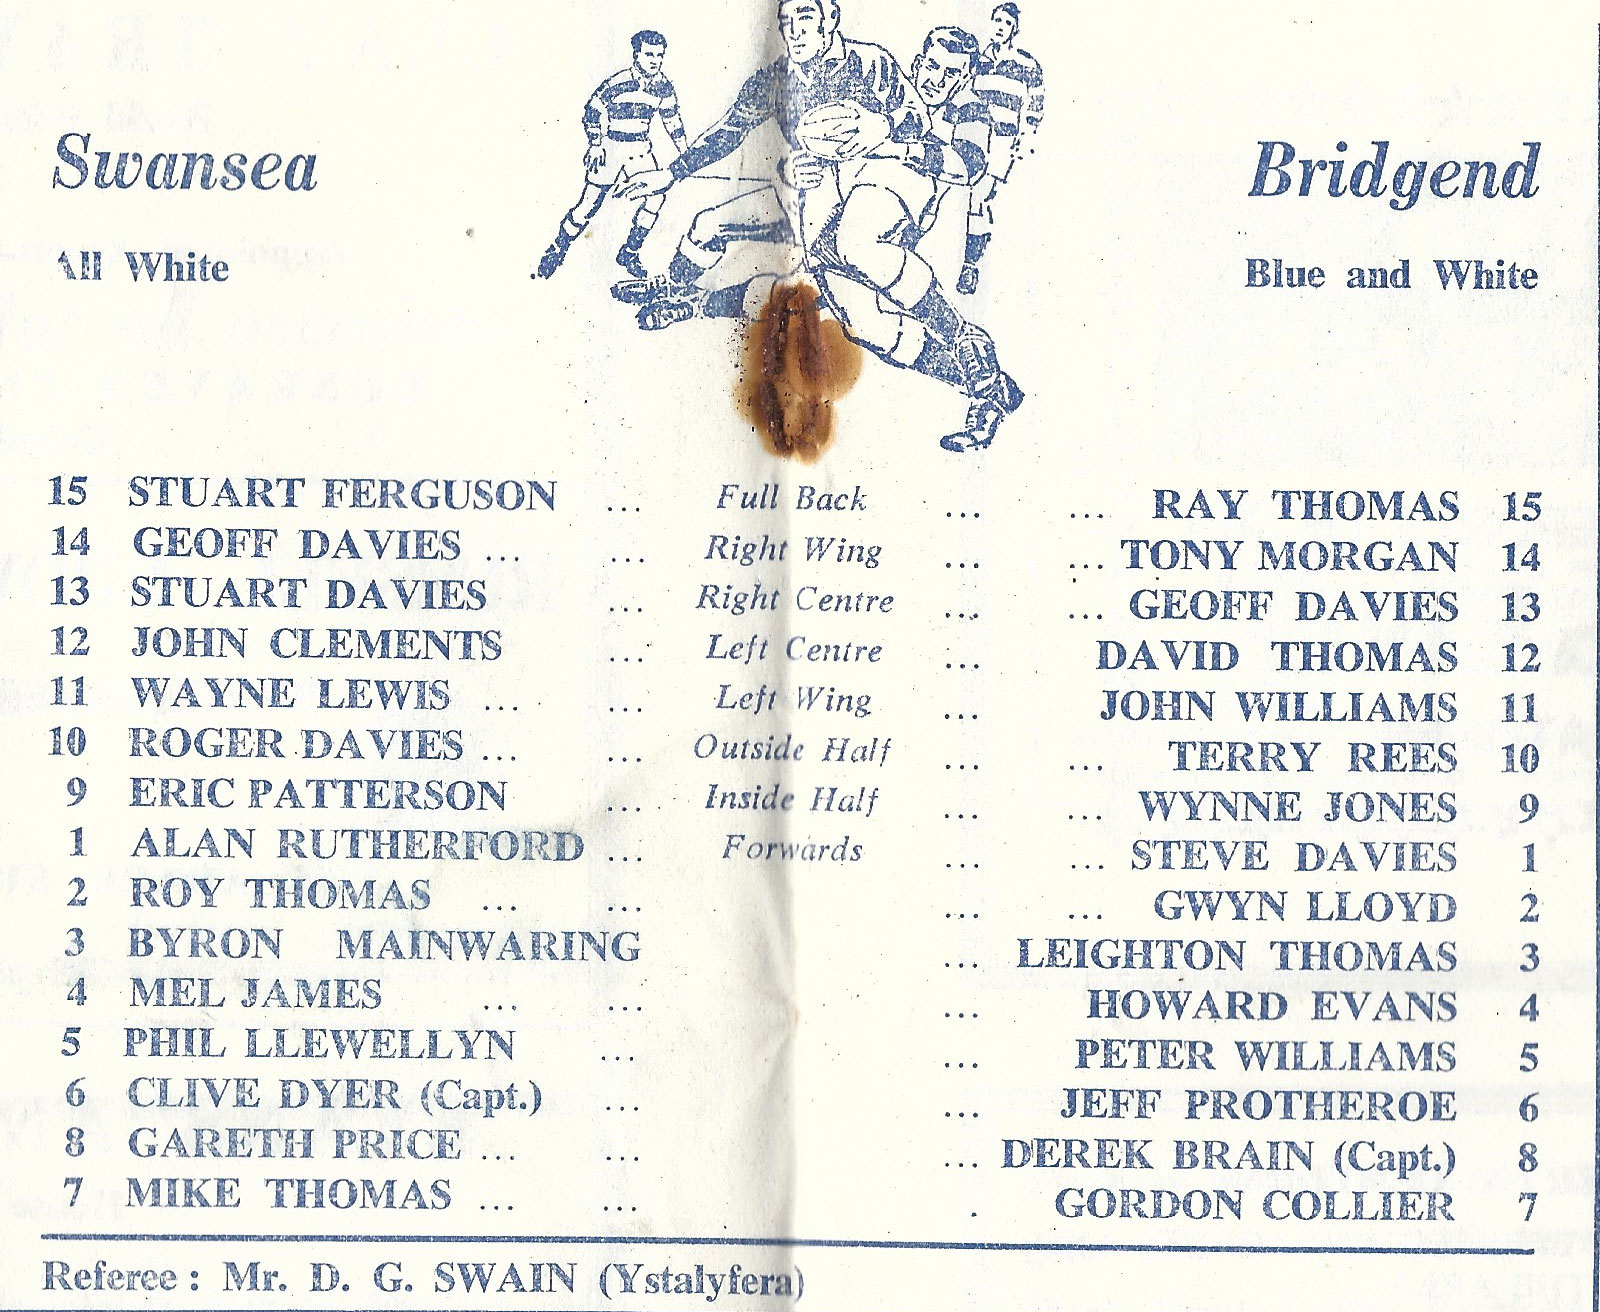 Swansea Bridgend
All White Blue and White
15 STUART FERGUSON ... Full Back ... ... RAY THOMAS 15
14 GEOFF DAVIES ... ... Right Wing ... ... TONY MORGAN 14
13 STUART DAVIES ... Right Centre ... ... GEOFF DAVIES 13
12 JOHN CLEMENTS ... Left Centre ... DAVID THOMAS 12
11 WAYNE LEWIS ... ... Left Wing ... JOHN WILLIAMS 11
10 ROGER DAVIES ... ... Outside Half ... ... TERRY REES 10
9 ERIC PATTERSON ... Inside Half ... ... WYNNE JONES 9
1 ALAN RUTHERFORD ... Forwards ... ... STEVE DAVIES 1
2 ROY THOMAS ... ... ... ... GWYN LLOYD 2
3 BYRON MAINWARING ... LEIGHTON THOMAS 3
4 MEL JAMES ... ... ... HOWARD EVANS 4
5 PHIL LLEWELLYN ... ... PETER WILLIAMS 5
6 CLIVE DYER (Capt.) ... ... JEFF PROTHEROE 6
8 GARETH PRICE ... ... ... DEREK BRAIN (Capt.) 8
7 MIKE THOMAS ... ... . GORDON COLLIER 7
Referee : Mr. D. G. SWAIN (Ystalyfera)